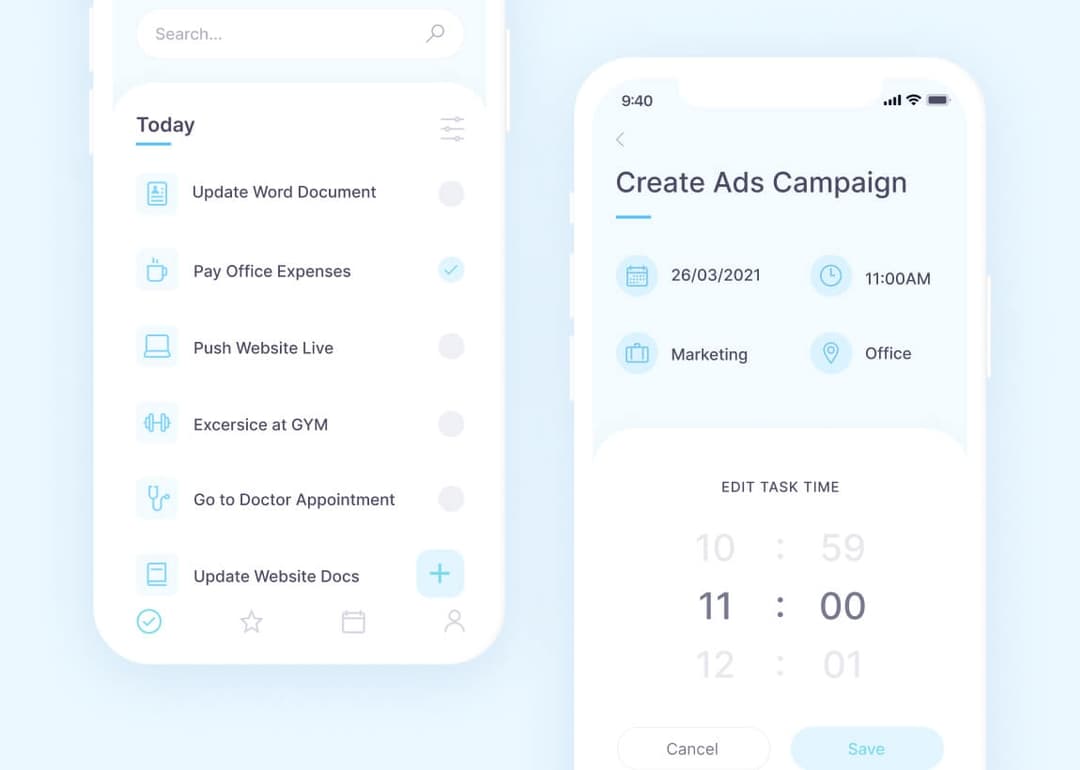 Search...
Today
Update Word Document
Pay Office Expenses
Push Website Live
Excersice at GYM
Go to Doctor Appointment
Update Website Docs
9:40
Create Ads Campaign
26/03/2021
11:00AM
Marketing
Office
EDIT TASK TIME
10 : 59
11 : 00
12 : 01
Cancel
Save